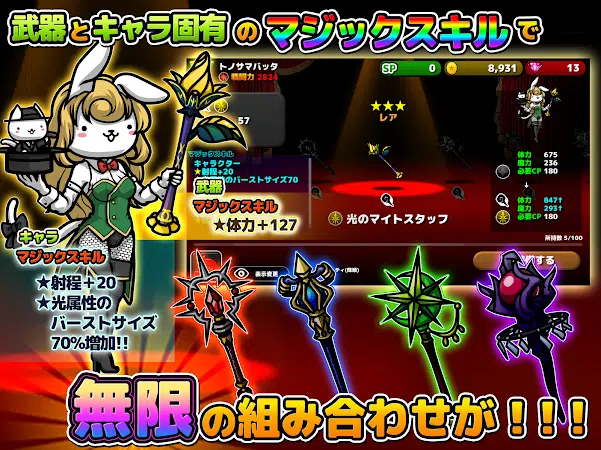 武器とキャラ固有のマジックスキルで
トノサマバッタ
戦闘力 2824
57
SP 0
8,931
13
★★★
レア
マジックスキル
キャラクター
★射程+20
のバーストサイズ70
武器
マジックスキル
★体力+127
光のマイトスタッフ
体力 675
魔力 236
必要CP 180
体力 847↑
魔力 293↑
必要CP 180
所持数 5/100
キャラ
マジックスキル
★射程+20
★光属性の
バーストサイズ
70%増加!!
表示変更
する
無限の組み合わせが!!!